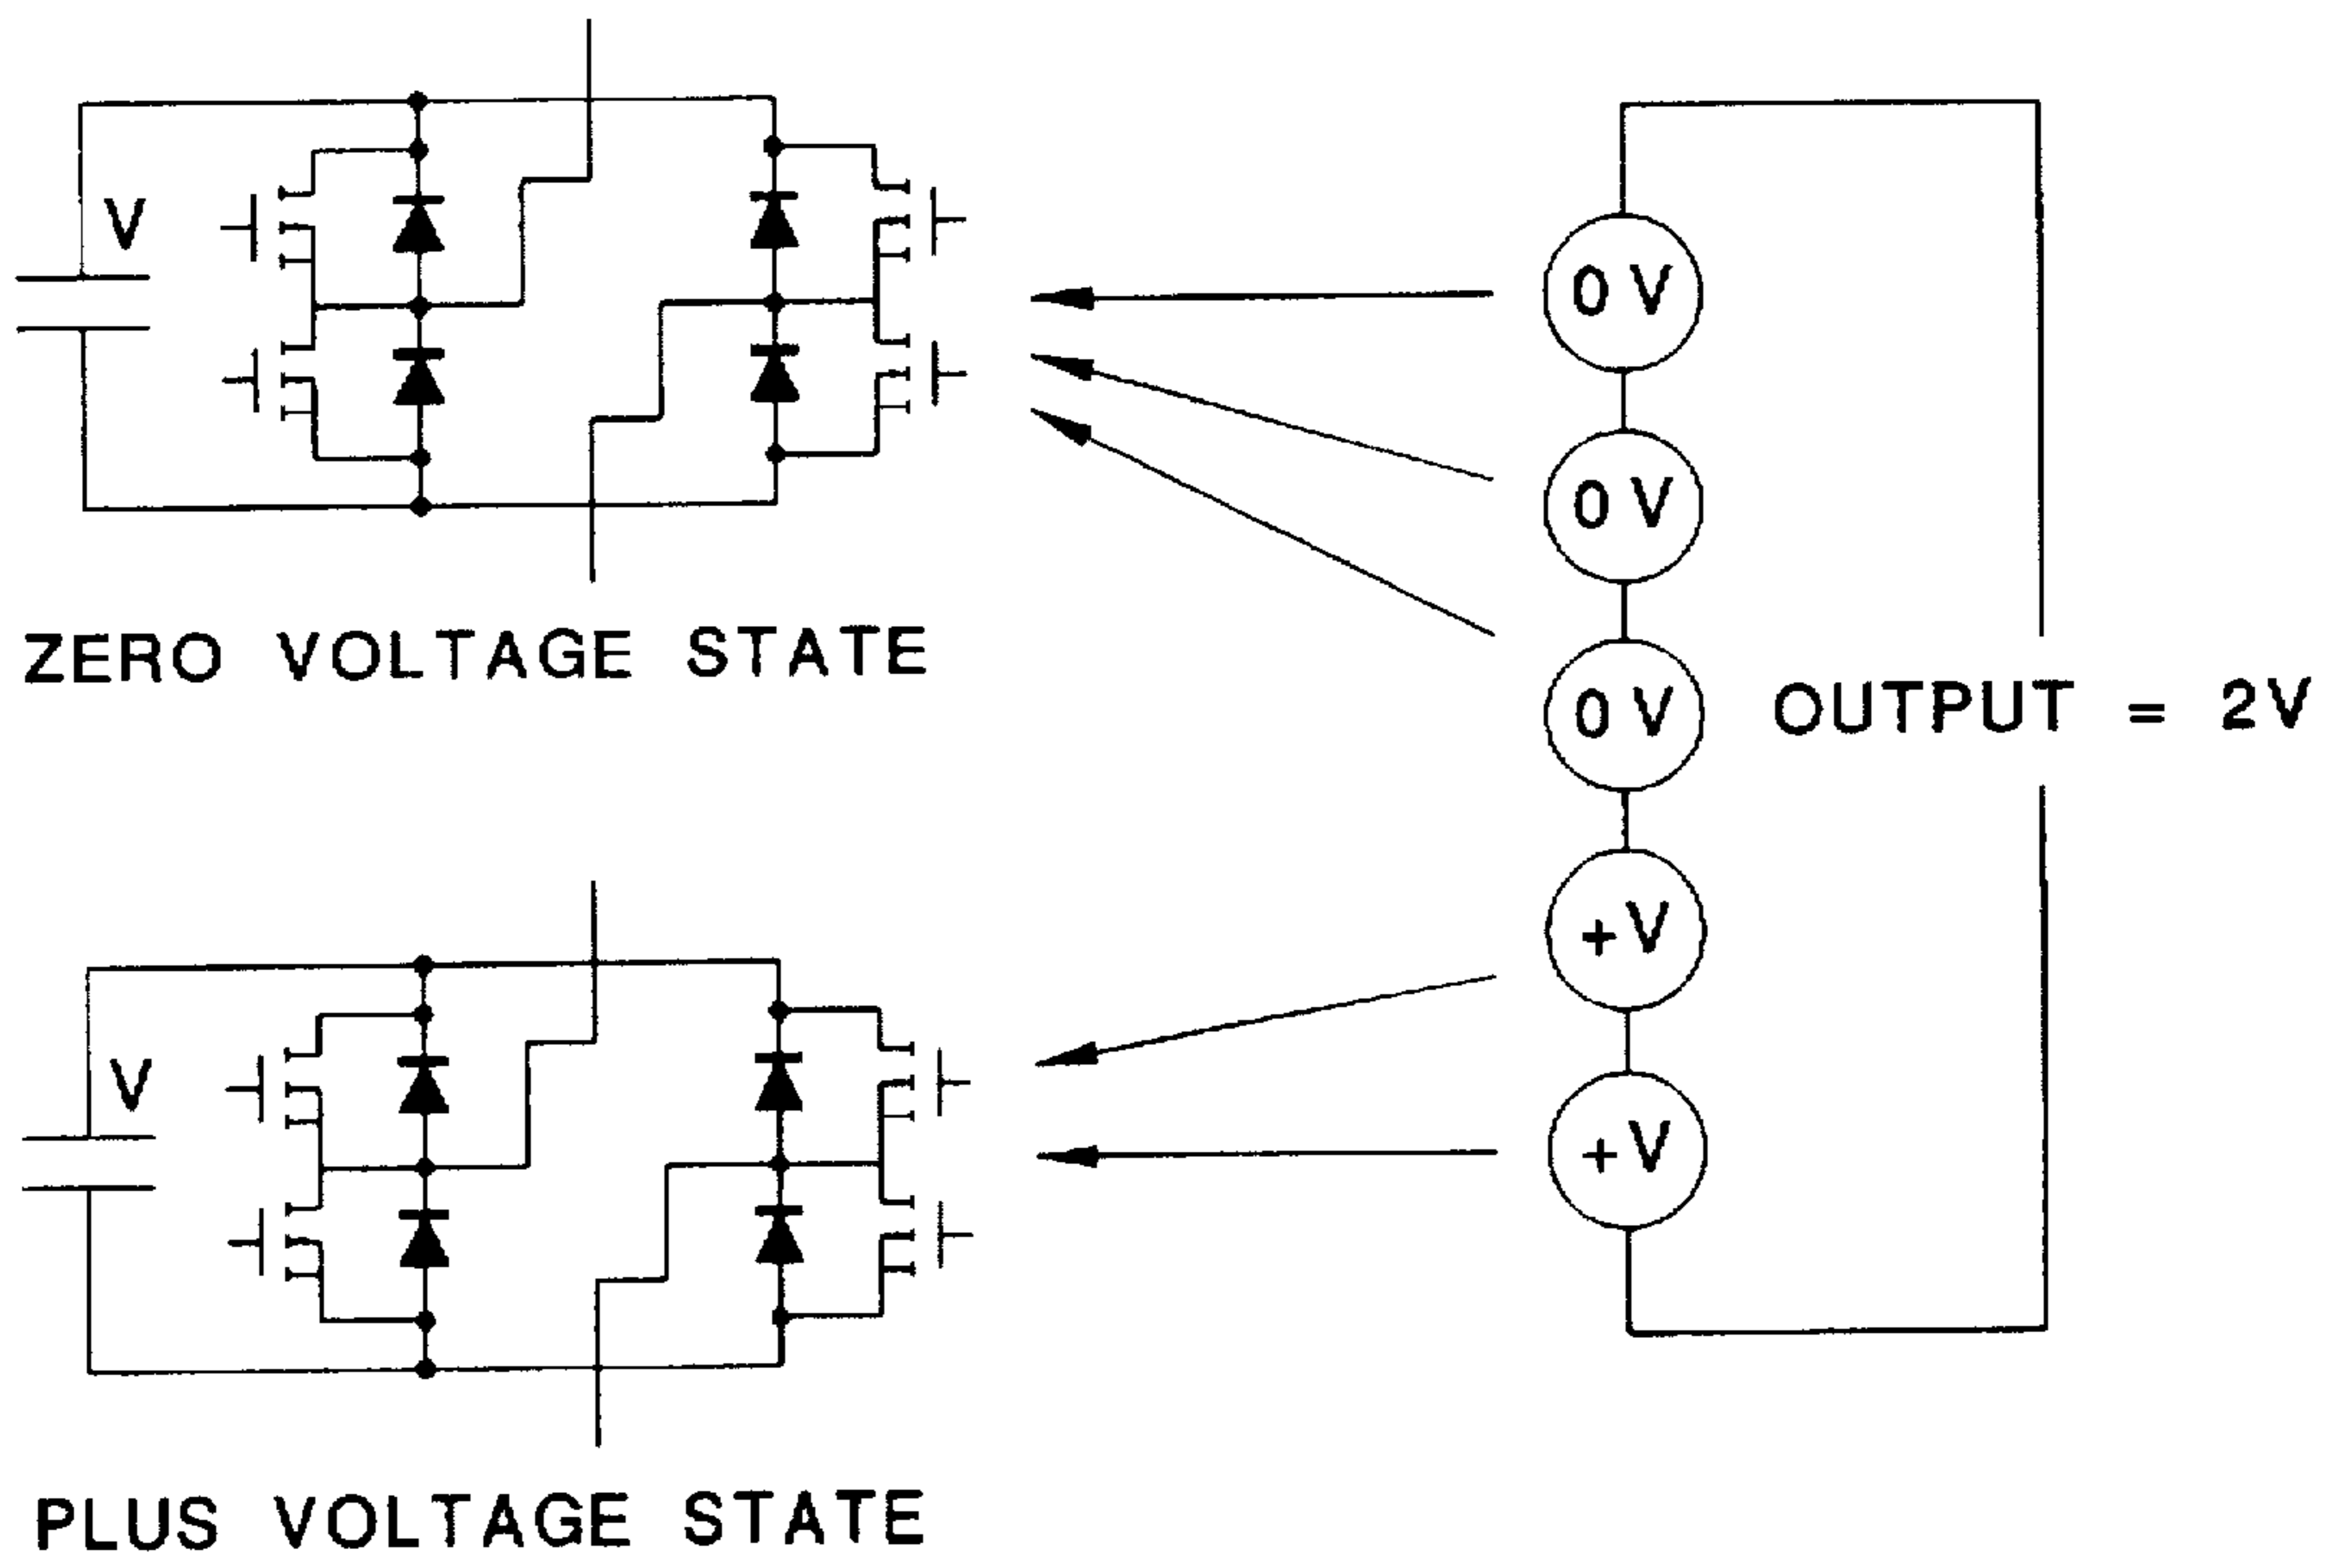 V
ZERO VOLTAGE STATE
0 V
0 V
0 V
OUTPUT = 2V
+V
+V
V
PLUS VOLTAGE STATE